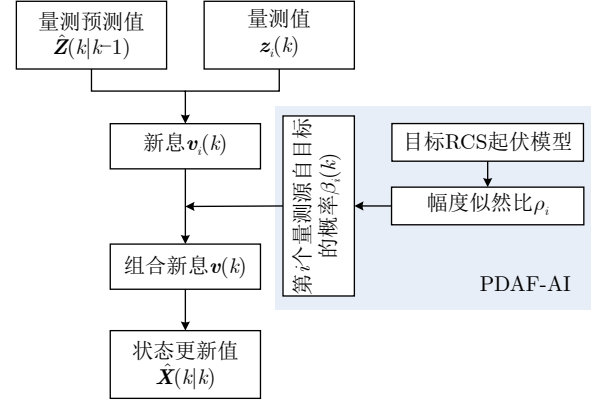 量测预测值
Ẑ(k|k−1)
量测值
z_i(k)
新息v_i(k)
第i个量测源自目标
的概率β_i(k)
目标RCS起伏模型
幅度似然比ρ_i
组合新息v(k)
PDAF-AI
状态更新值
X̂(k|k)